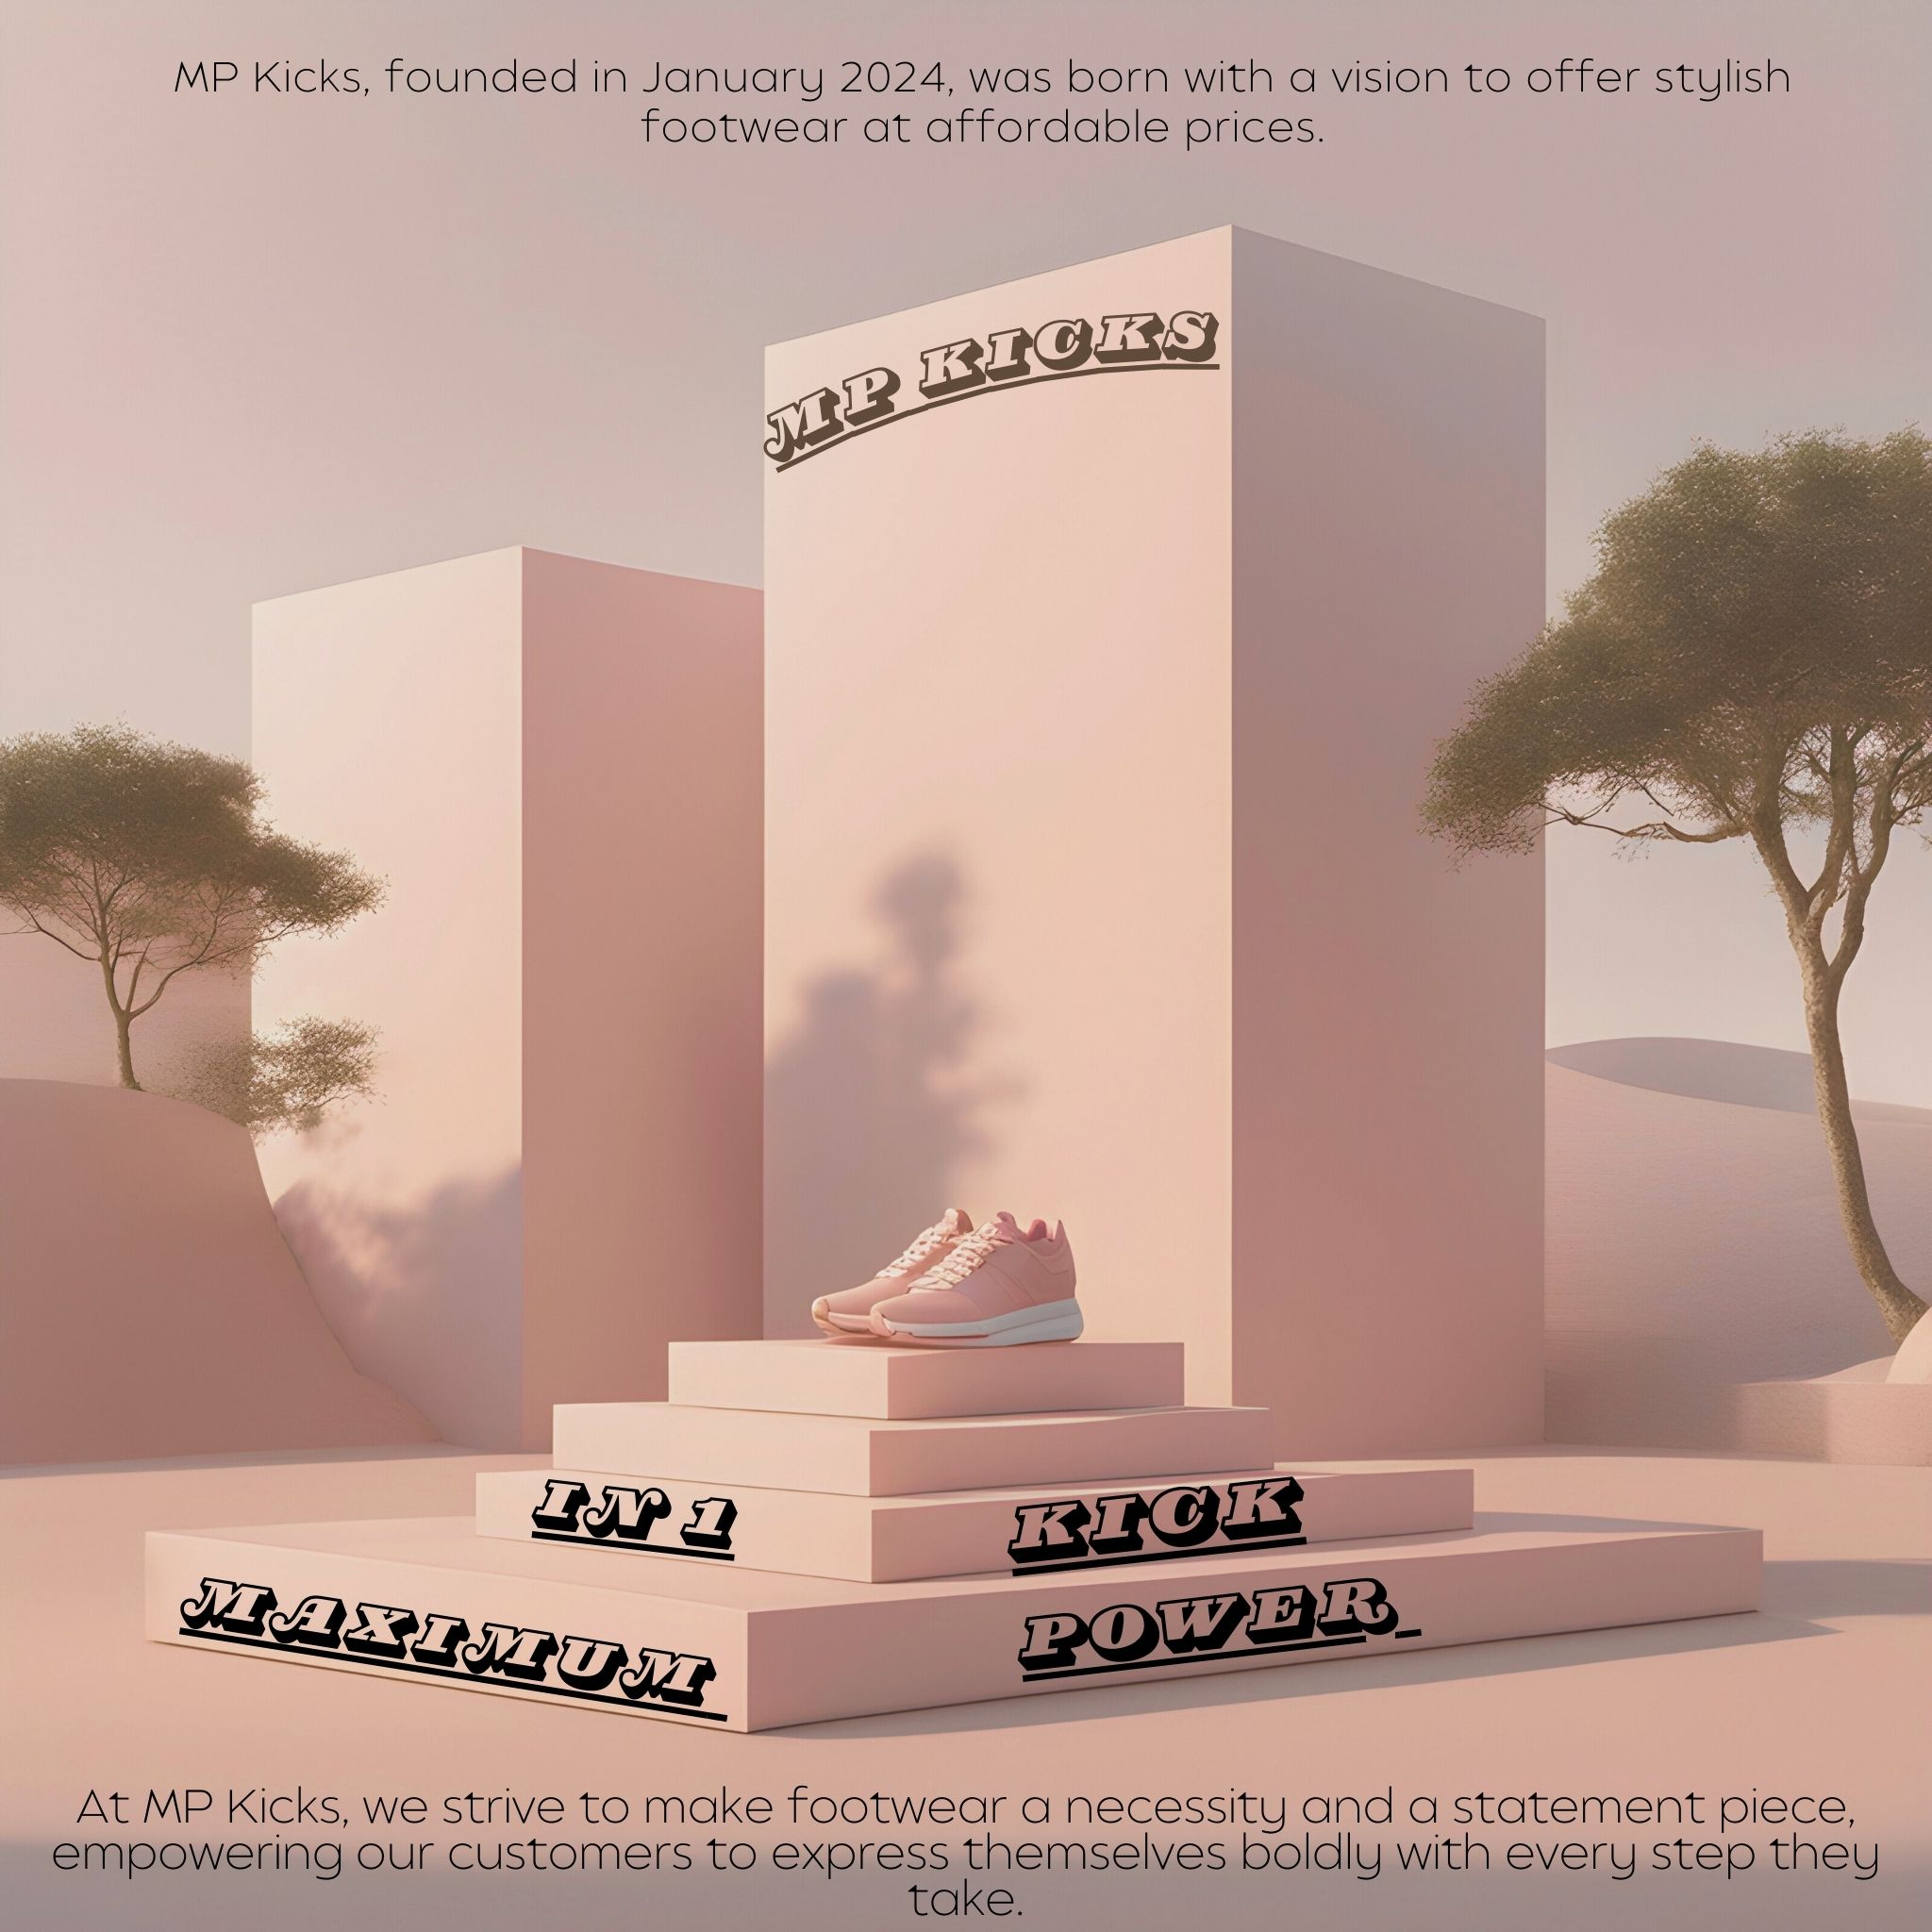 MP Kicks, founded in January 2024, was born with a vision to offer stylish
footwear at affordable prices.
MP KICKS
IN 1
KICK
MAXIMUM
POWER
At MP Kicks, we strive to make footwear a necessity and a statement piece,
empowering our customers to express themselves boldly with every step they
take.